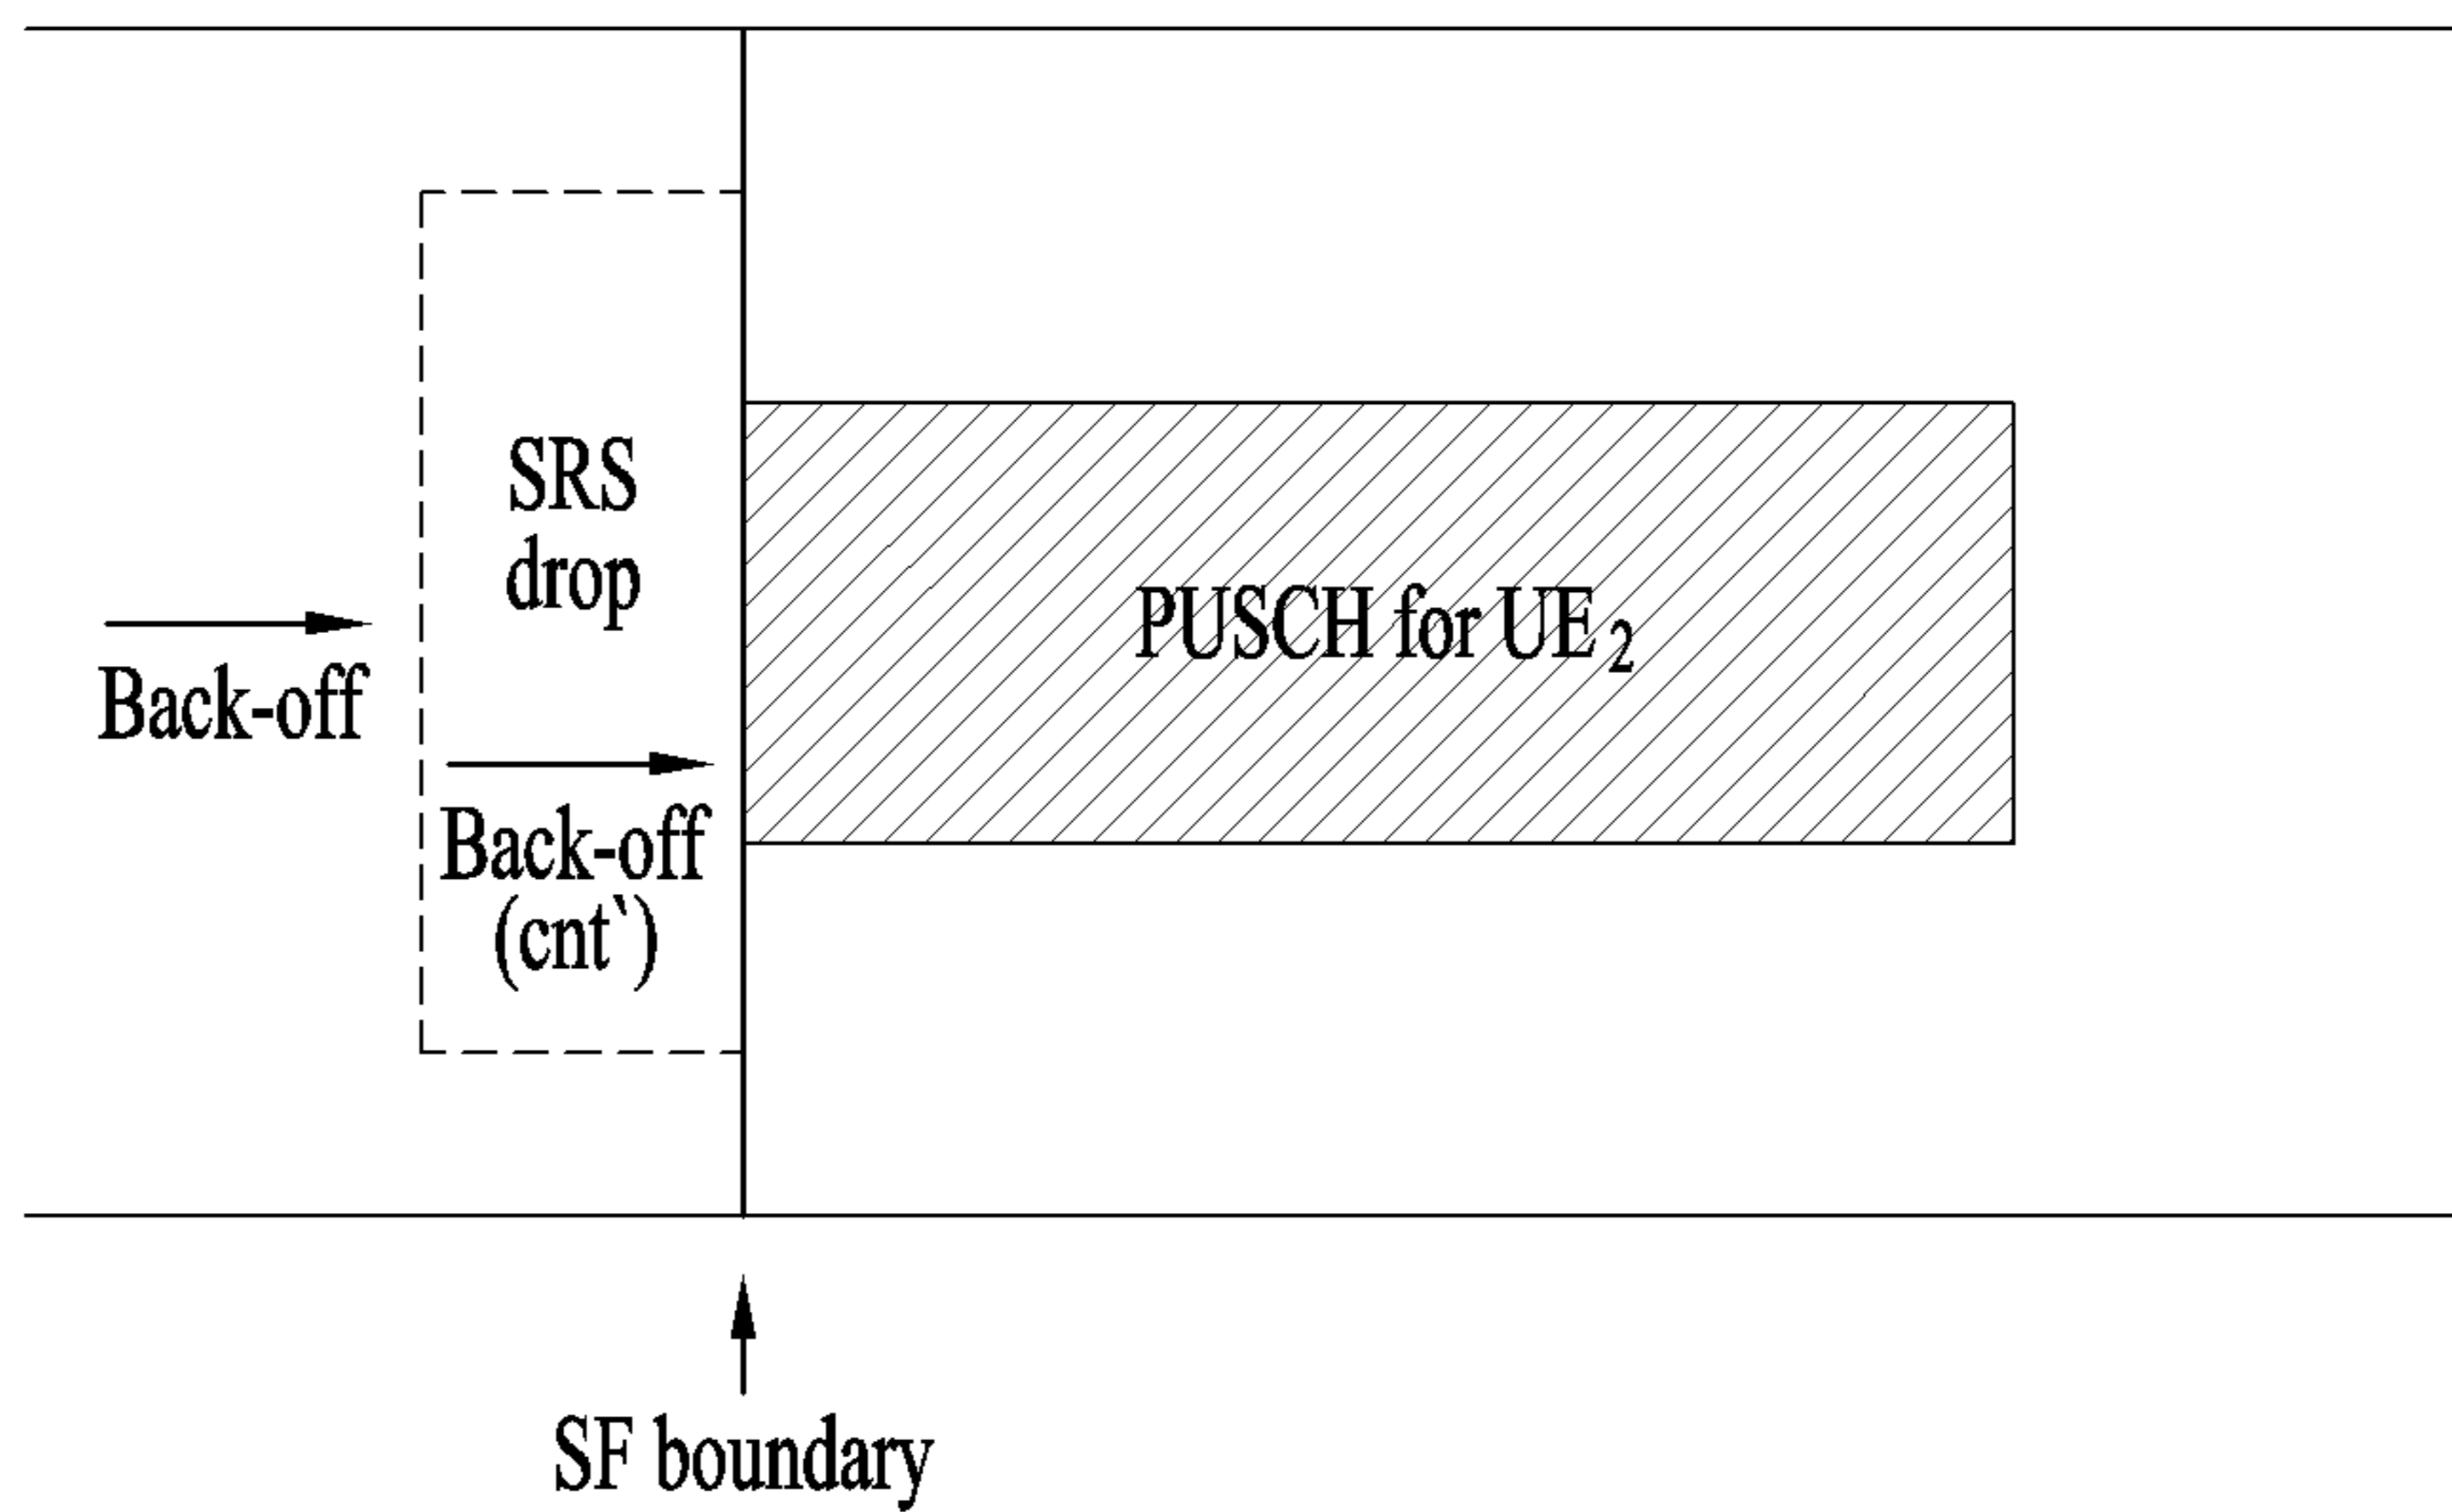 SRS
drop
Back-off
Back-off
(cnt`)
PUSCH for UE 2
SF boundary